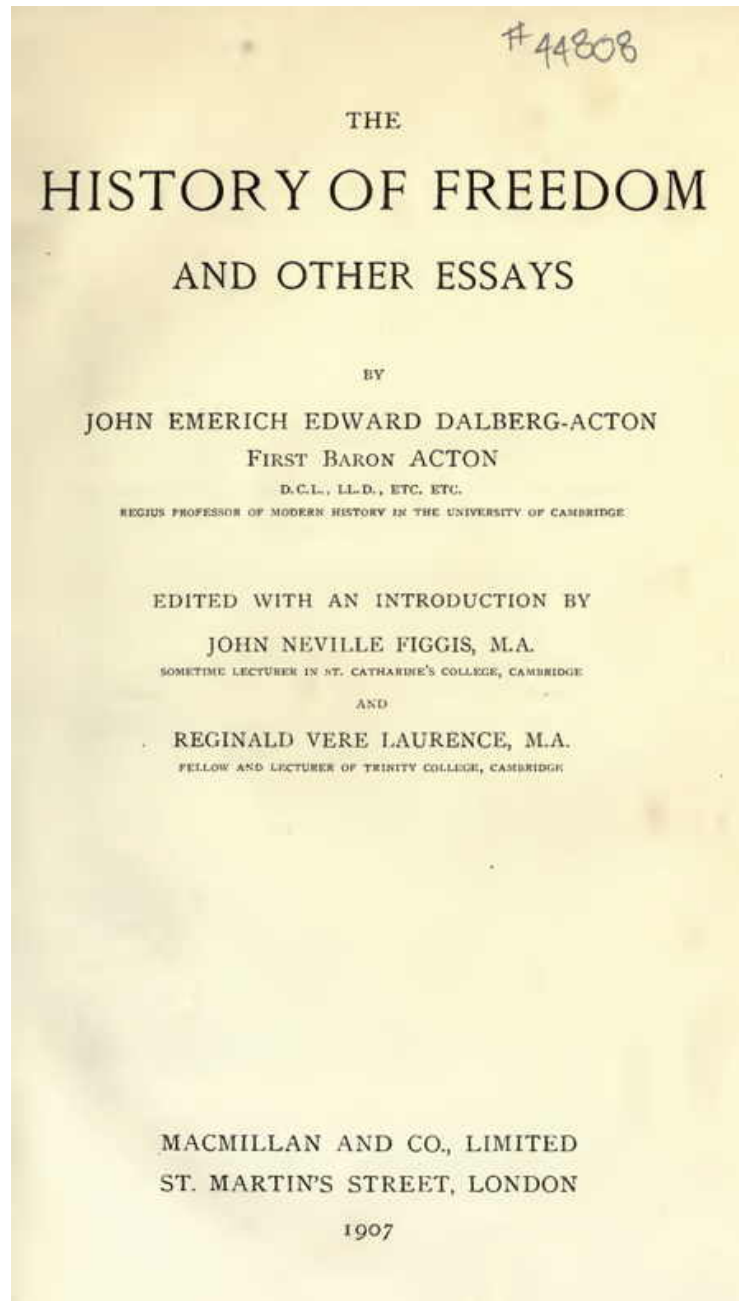 # 44808
THE
HISTORY OF FREEDOM
AND OTHER ESSAYS
BY
JOHN EMERICH EDWARD DALBERG-ACTON
FIRST BARON ACTON
D.C.L., LL.D., ETC. ETC.
REGIUS PROFESSOR OF MODERN HISTORY IN THE UNIVERSITY OF CAMBRIDGE
EDITED WITH AN INTRODUCTION BY
JOHN NEVILLE FIGGIS, M.A.
SOMETIME LECTURER IN ST. CATHARINE'S COLLEGE, CAMBRIDGE
AND
REGINALD VERE LAURENCE, M.A.
FELLOW AND LECTURER OF TRINITY COLLEGE, CAMBRIDGE
MACMILLAN AND CO., LIMITED
ST. MARTIN'S STREET, LONDON
1907